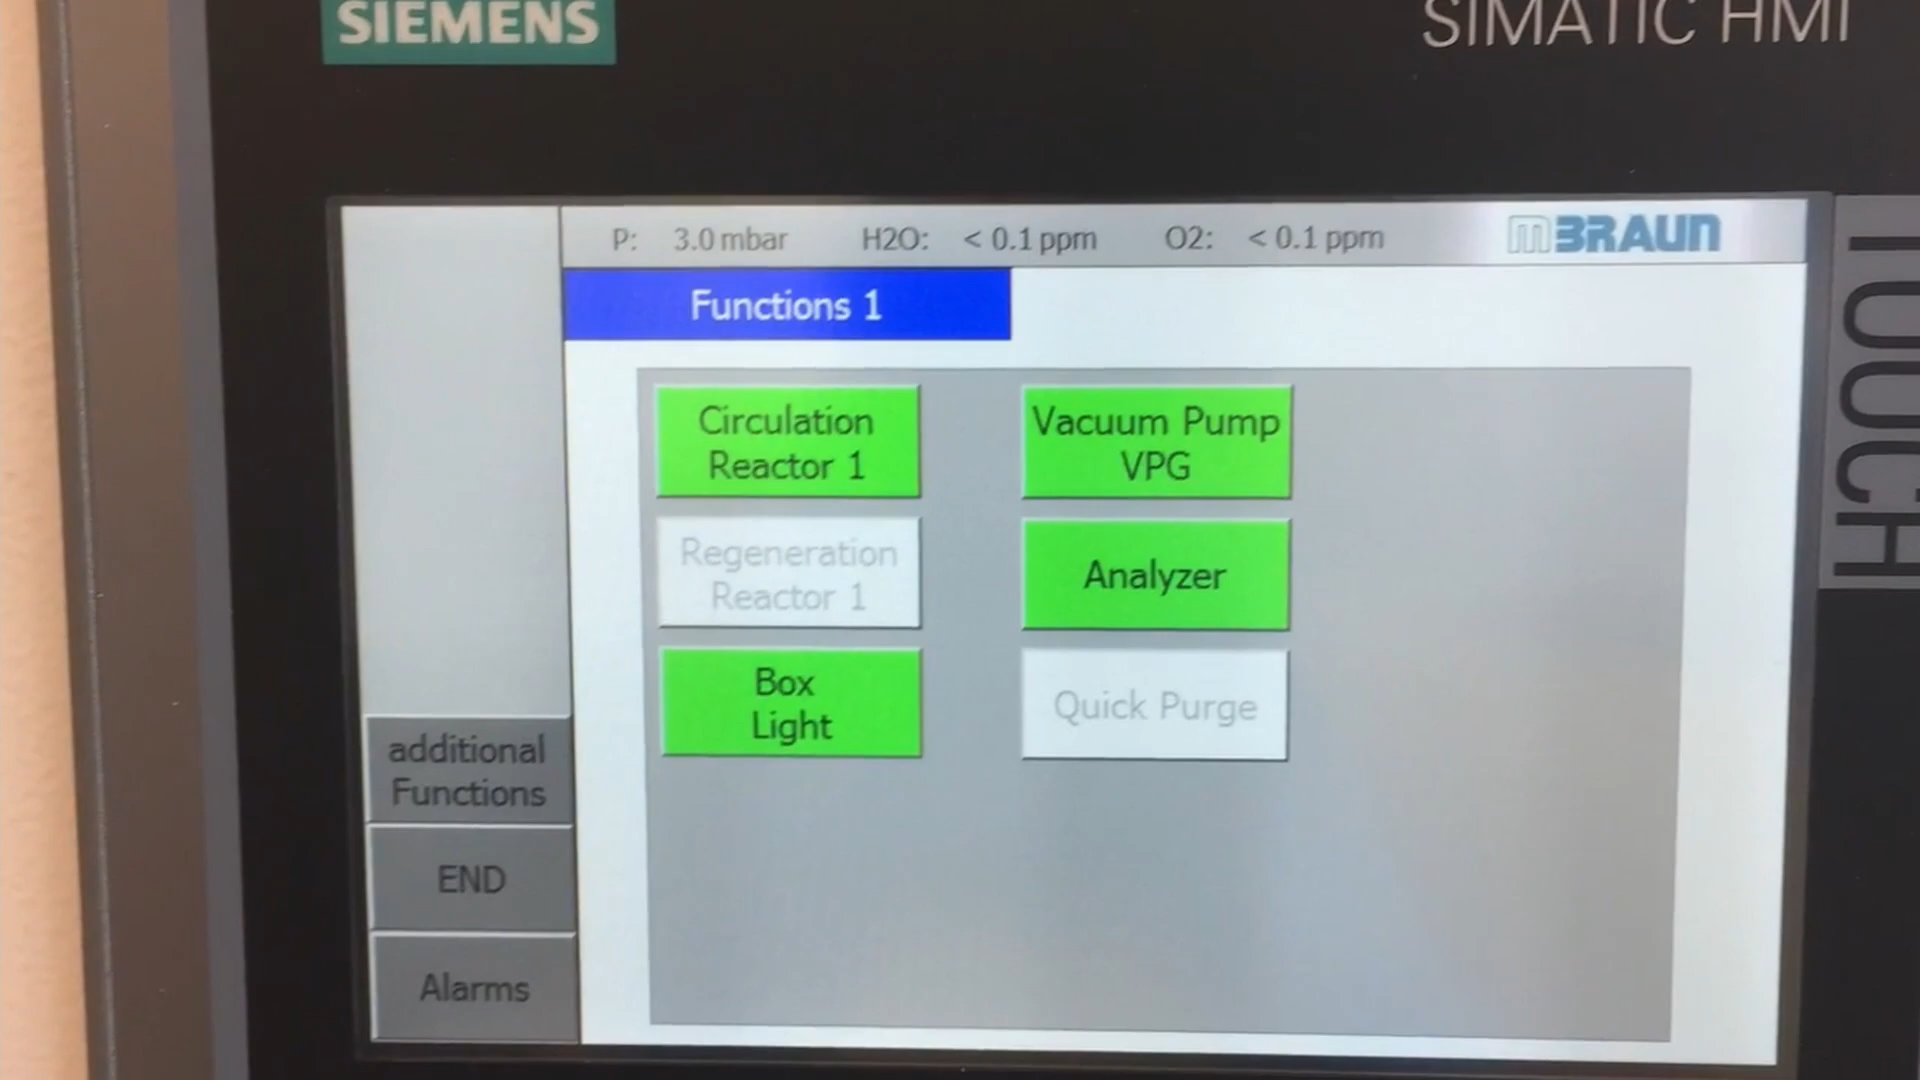 SIEMENS
SIMATIC HMI
TOUCH
P: 3.0 mbar H2O: < 0.1 ppm O2: < 0.1 ppm
mBRAUN
Functions 1
Circulation
Reactor 1
Vacuum Pump
VPG
Regeneration
Reactor 1
Analyzer
Box
Light
Quick Purge
additional
Functions
END
Alarms